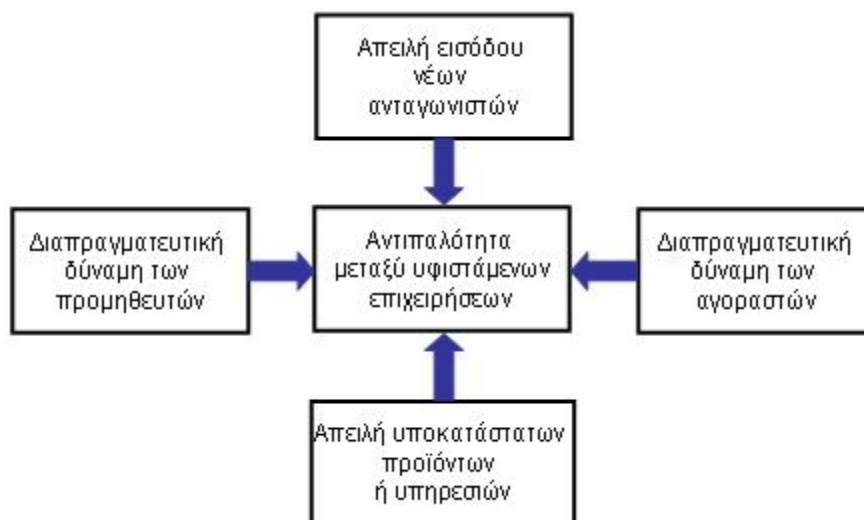 Απειλή εισόδου
νέων
ανταγωνιστών
Διαπραγματευτική
δύναμη των
προμηθευτών
Αντιπαλότητα
μεταξύ υφιστάμενων
επιχειρήσεων
Διαπραγματευτική
δύναμη των
αγοραστών
Απειλή υποκατάστατων
προϊόντων
ή υπηρεσιών